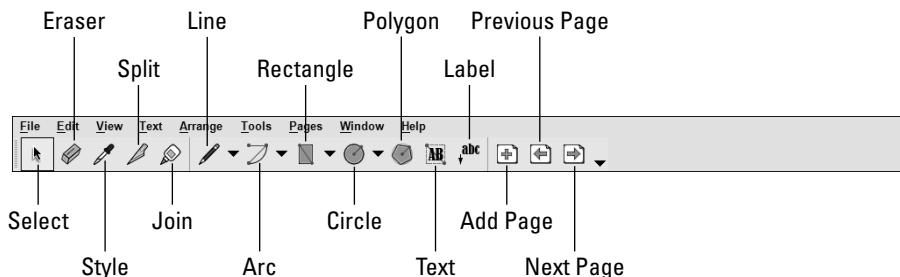 Eraser Line Polygon Previous Page
Split Rectangle Label
File Edit View Text Arrange Tools Pages Window Help
AB abc
Select Join Circle Add Page
Style Arc Text Next Page